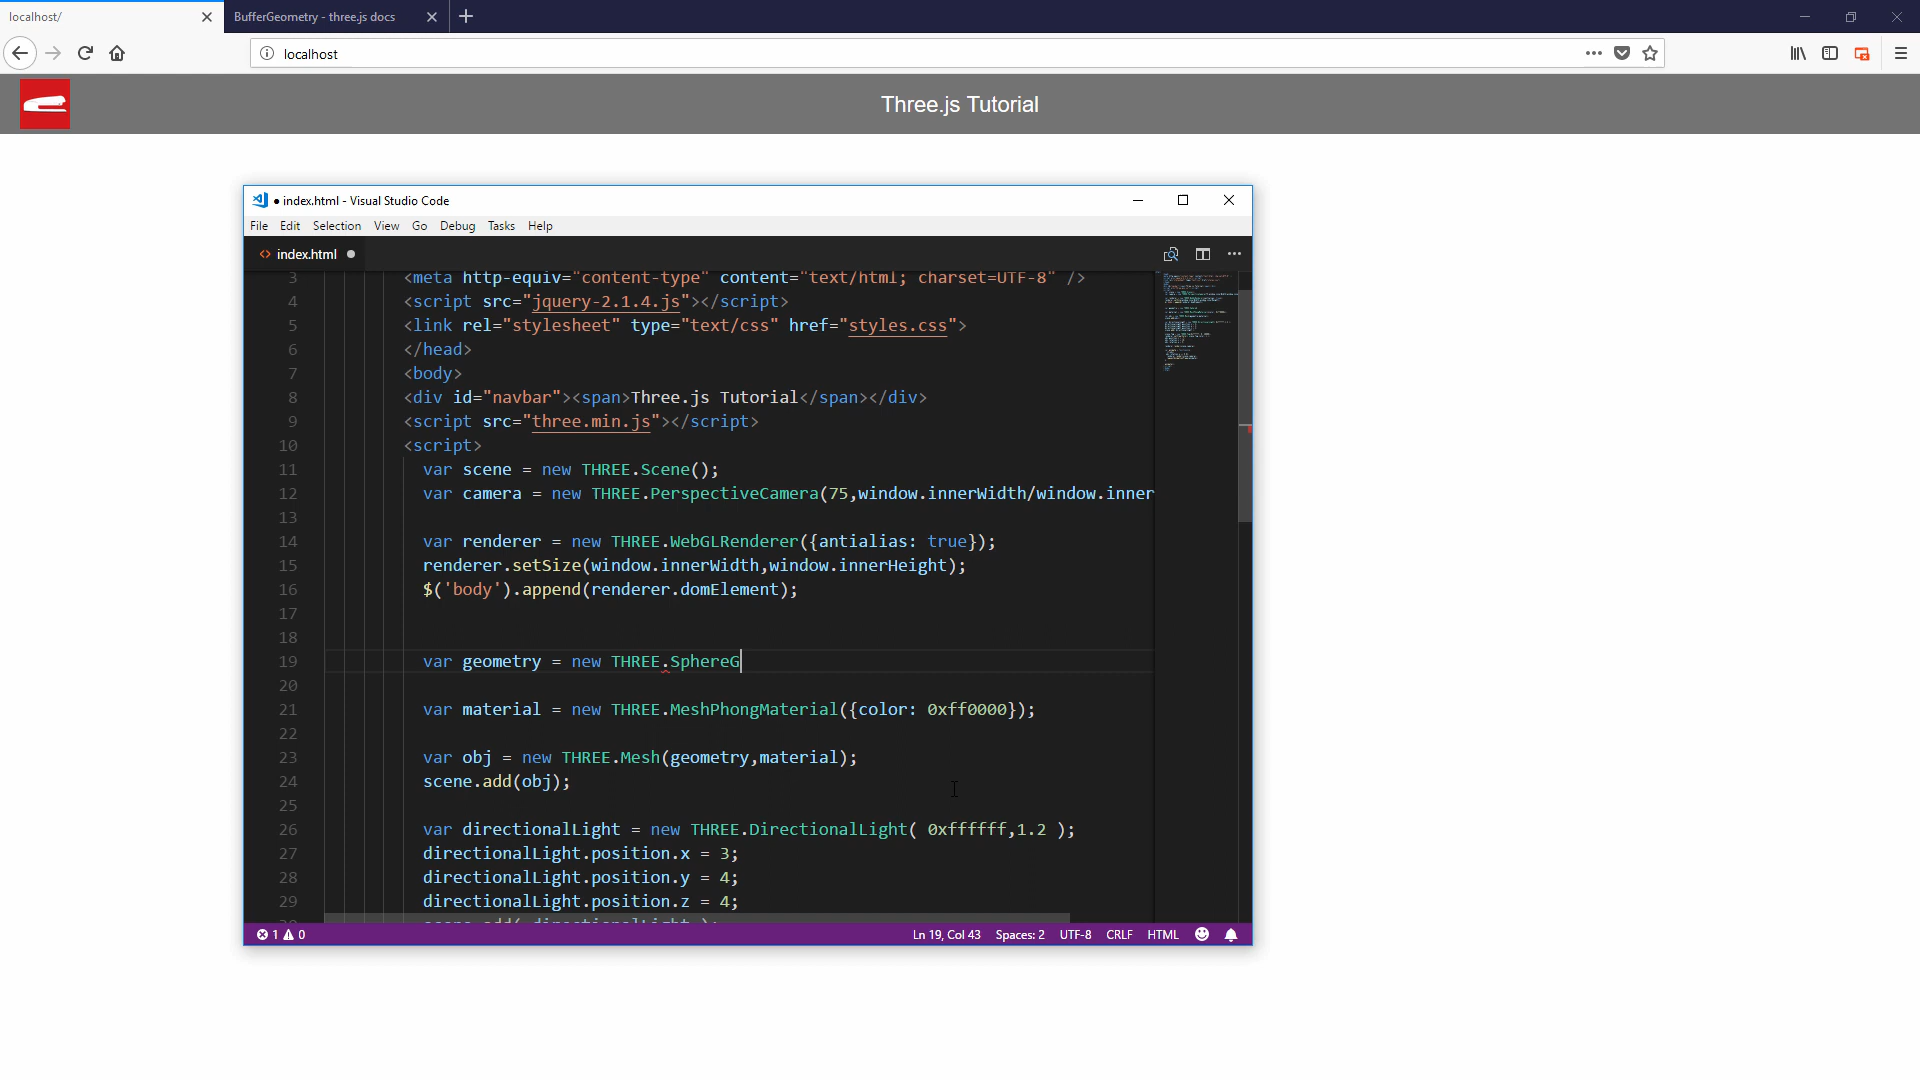 localhost/
BufferGeometry - three.js docs
localhost
Three.js Tutorial
● index.html - Visual Studio Code
File Edit Selection View Go Debug Tasks Help
<> index.html ●
3 <meta http-equiv="content-type" content="text/html; charset=UTF-8" />
4 <script src="jquery-2.1.4.js"></script>
5 <link rel="stylesheet" type="text/css" href="styles.css">
6 </head>
7 <body>
8 <div id="navbar"><span>Three.js Tutorial</span></div>
9 <script src="three.min.js"></script>
10 <script>
11 var scene = new THREE.Scene();
12 var camera = new THREE.PerspectiveCamera(75,window.innerWidth/window.inner
13
14 var renderer = new THREE.WebGLRenderer({antialias: true});
15 renderer.setSize(window.innerWidth,window.innerHeight);
16 $('body').append(renderer.domElement);
17
18
19 var geometry = new THREE.SphereG
20
21 var material = new THREE.MeshPhongMaterial({color: 0xff0000});
22
23 var obj = new THREE.Mesh(geometry,material);
24 scene.add(obj);
25
26 var directionalLight = new THREE.DirectionalLight( 0xffffff,1.2 );
27 directionalLight.position.x = 3;
28 directionalLight.position.y = 4;
29 directionalLight.position.z = 4;
30 scene.add( directionalLight );
1 0 Ln 19, Col 43 Spaces: 2 UTF-8 CRLF HTML